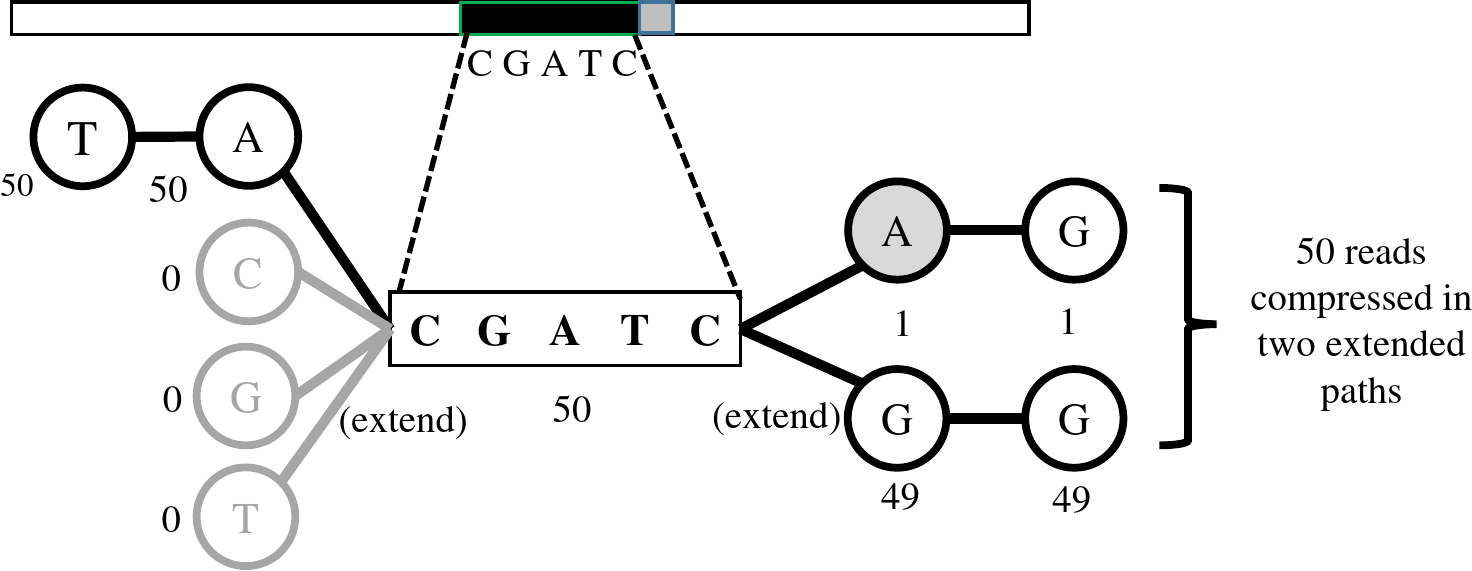 C G A T C
T A
50 50
C
0
G
0
T
0
C G A T C
(extend) 50 (extend)
A G
1 1
G G
49 49
50 reads
compressed in
two extended
paths